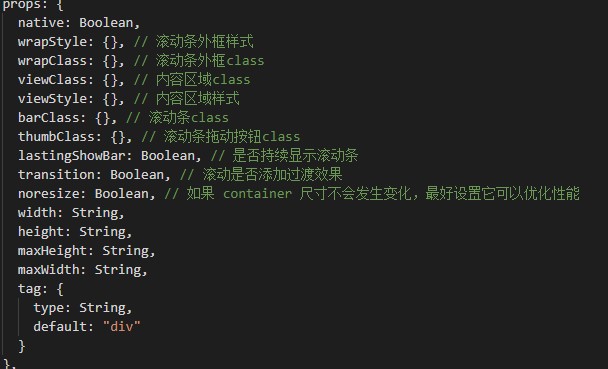 props: {
native: Boolean,
wrapStyle: {}, // 滚动条外框样式
wrapClass: {}, // 滚动条外框class
viewClass: {}, // 内容区域class
viewStyle: {}, // 内容区域样式
barClass: {}, // 滚动条class
thumbClass: {}, // 滚动条拖动按钮class
lastingShowBar: Boolean, // 是否持续显示滚动条
transition: Boolean, // 滚动是否添加过渡效果
noresize: Boolean, // 如果 container 尺寸不会发生变化，最好设置它可以优化性能
width: String,
height: String,
maxHeight: String,
maxWidth: String,
tag: {
type: String,
default: "div"
}
},